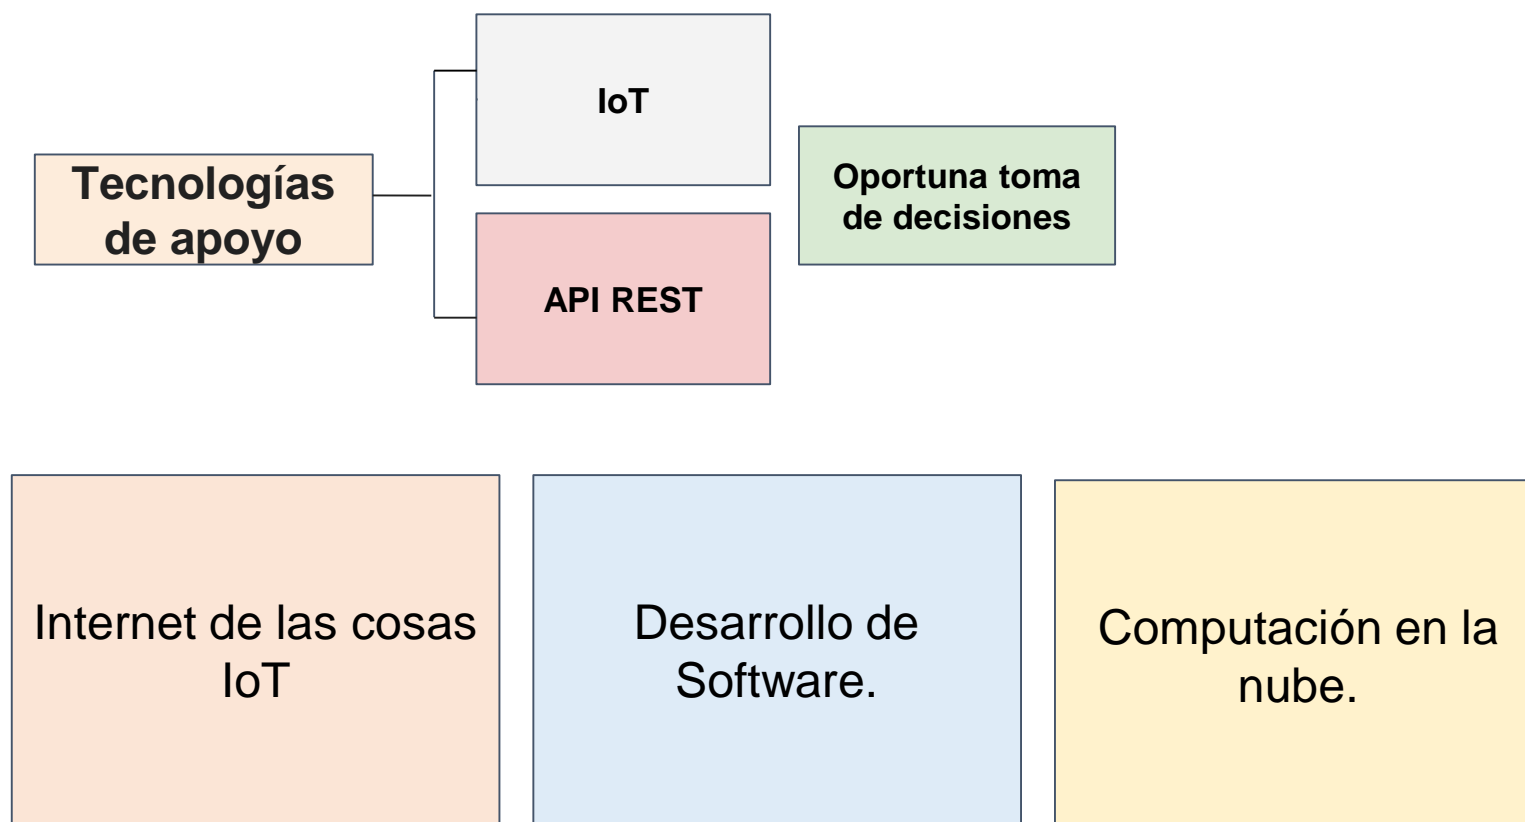 Tecnologías
de apoyo
IoT
API REST
Oportuna toma
de decisiones
Internet de las cosas
IoT
Desarrollo de
Software.
Computación en la
nube.